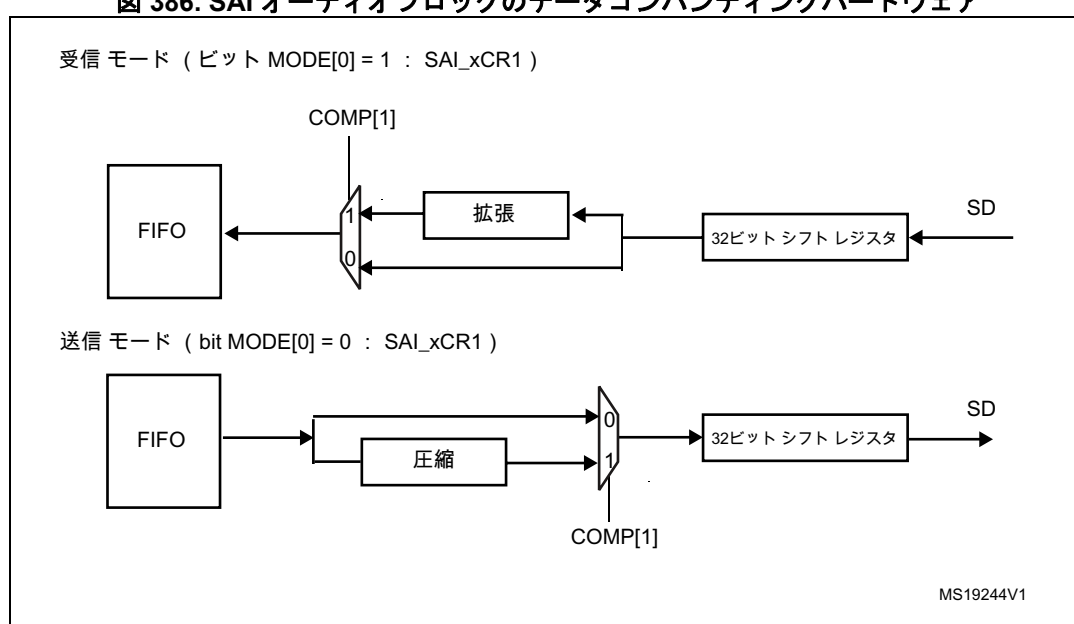 図 386. SAI オーディオブロックのデータコンパンディングハードウェア
受信 モード ( ビット MODE[0] = 1 : SAI_xCR1 )
COMP[1]
FIFO
1
0
拡張
32ビット シフト レジスタ
SD
送信 モード ( bit MODE[0] = 0 : SAI_xCR1 )
FIFO
圧縮
0
1
32ビット シフト レジスタ
SD
COMP[1]
MS19244V1